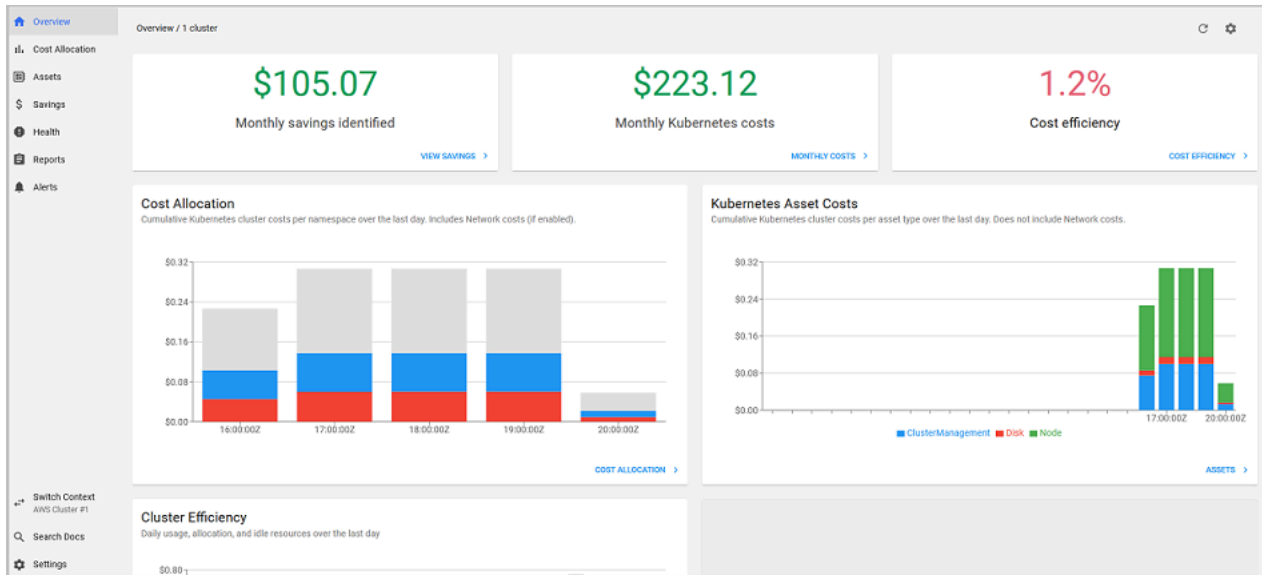 Overview
Cost Allocation
Assets
Savings
Health
Reports
Alerts
Switch Context
AWS Cluster #1
Search Docs
Settings
Overview / 1 cluster
$105.07
Monthly savings identified
VIEW SAVINGS
$223.12
Monthly Kubernetes costs
MONTHLY COSTS
1.2%
Cost efficiency
COST EFFICIENCY
Cost Allocation
Cumulative Kubernetes cluster costs per namespace over the last day. Includes Network costs (if enabled).
$0.32
$0.24
$0.16
$0.08
$0.00
16:00:00Z 17:00:00Z 18:00:00Z 19:00:00Z 20:00:00Z
COST ALLOCATION
Kubernetes Asset Costs
Cumulative Kubernetes cluster costs per asset type over the last day. Does not include Network costs.
$0.32
$0.24
$0.16
$0.08
$0.00
17:00:00Z 20:00:00Z
ClusterManagement Disk Node
ASSETS
Cluster Efficiency
Daily usage, allocation, and idle resources over the last day
$0.80